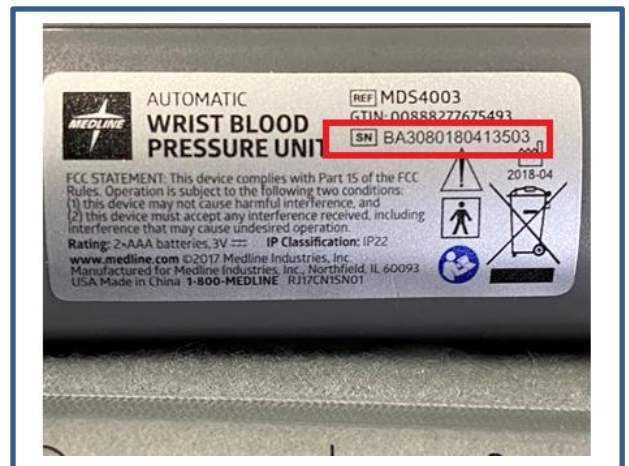 MEDLINE
AUTOMATIC
WRIST BLOOD
PRESSURE UNIT
REF MDS4003
GTIN: 00888277675493
SN BA3080180413503
2018-04
FCC STATEMENT: This device complies with Part 15 of the FCC
Rules. Operation is subject to the following two conditions:
(1) this device may not cause harmful interference, and
(2) this device must accept any interference received, including
interference that may cause undesired operation.
Rating: 2×AAA batteries, 3V IP Classification: IP22
www.medline.com ©2017 Medline Industries, Inc.
Manufactured for Medline Industries, Inc., Northfield, IL 60093
USA Made in China 1-800-MEDLINE RJ17CN1SN01